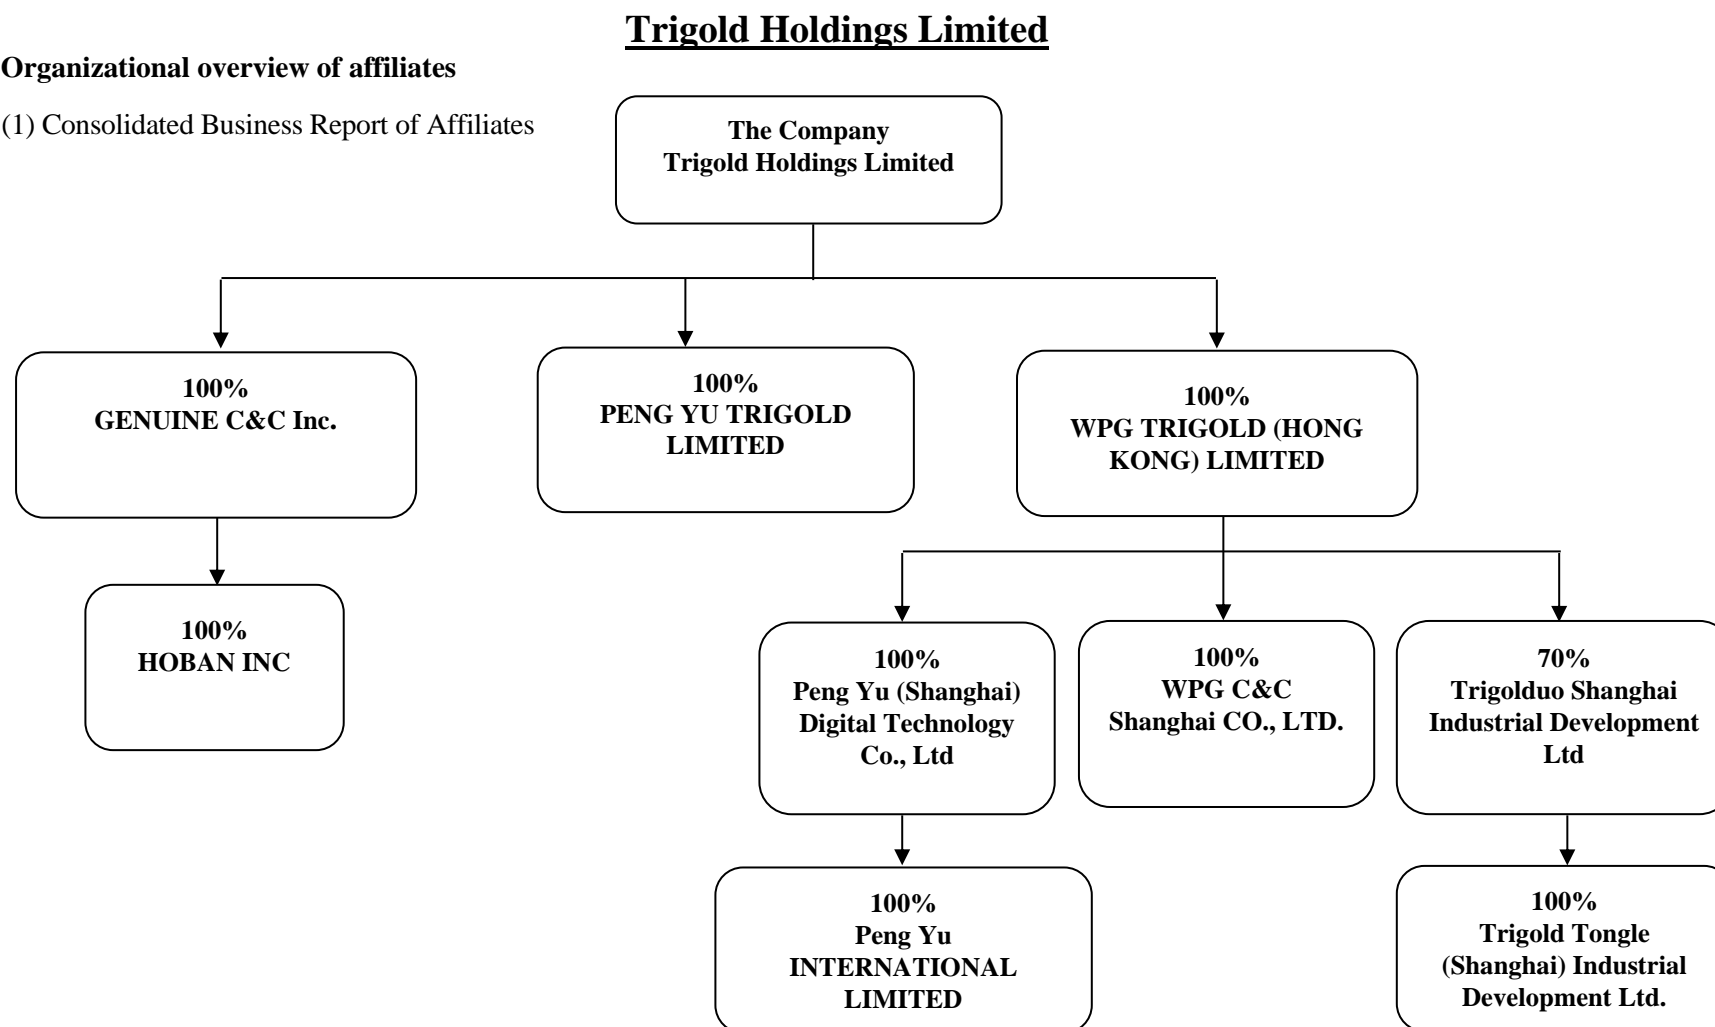 Trigold Holdings Limited
Organizational overview of affiliates
(1) Consolidated Business Report of Affiliates
The Company
Trigold Holdings Limited
100%
GENUINE C&C Inc.
100%
PENG YU TRIGOLD
LIMITED
100%
WPG TRIGOLD (HONG
KONG) LIMITED
100%
HOBAN INC
100%
Peng Yu (Shanghai)
Digital Technology
Co., Ltd
100%
WPG C&C
Shanghai CO., LTD.
70%
Trigolduo Shanghai
Industrial Development
Ltd
100%
Peng Yu
INTERNATIONAL
LIMITED
100%
Trigold Tongle
(Shanghai) Industrial
Development Ltd.